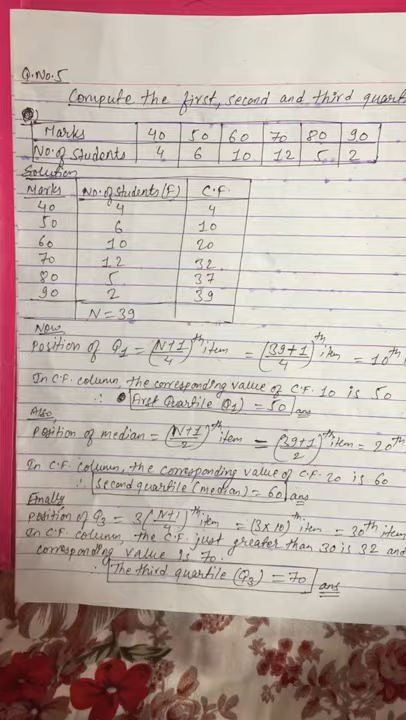 Q.No.5
Compute the first, second and third quart
Marks 40 50 60 70 80 90
No. of Students 4 6 10 12 5 2
Solution
Marks No. of students (F) C.F.
40 4 4
50 6 10
60 10 20
70 12 32
80 5 37
90 2 39
N = 39
Now,
Position of Q1 = (N+1/4)th item = (39+1/4)th item = 10th
In C.F. column, the corresponding value of C.F. 10 is 50
∴ First Quartile (Q1) = 50 ans
Also,
Position of median = (N+1/2)th item = (39+1/2)th item = 20th
In C.F. column, the corresponding value of C.F. 20 is 60
∴ Second quartile (median) = 60 ans
Finally
position of Q3 = 3(N+1/4)th item = (3×10)th item = 30th item
In C.F column, the C.F. just greater than 30 is 32 and
corresponding value is 70.
∴ The third quartile (Q3) = 70 ans